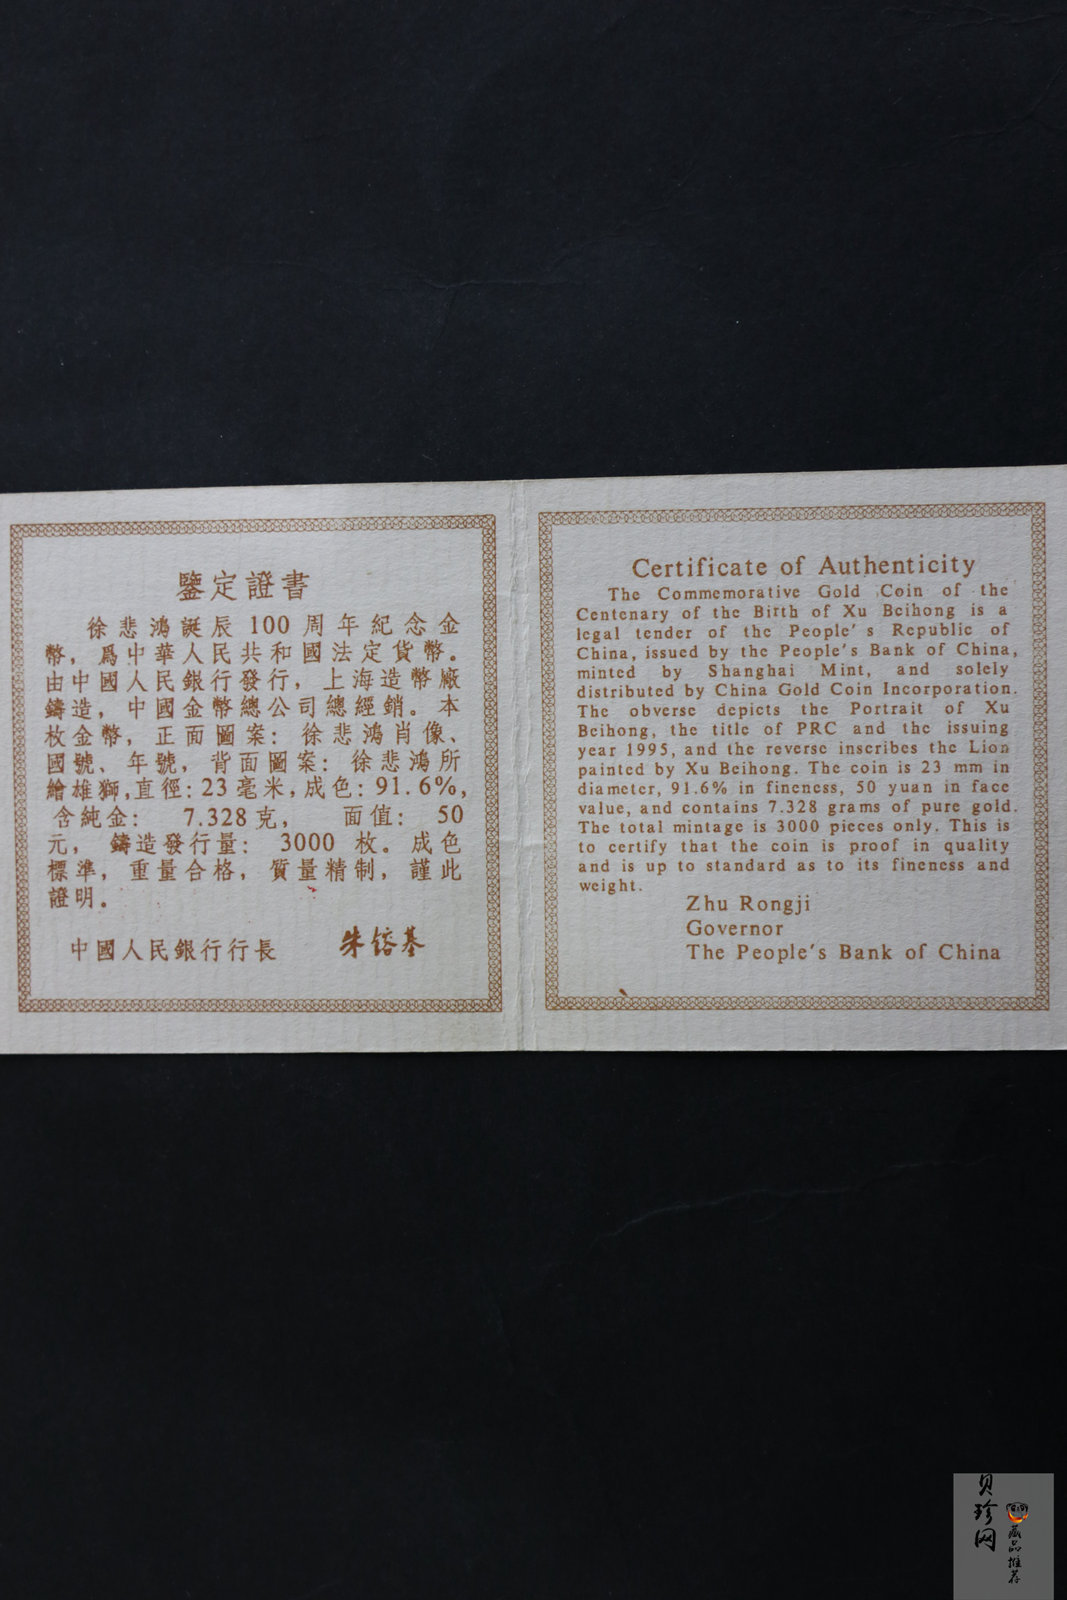 鑒定證書
徐悲鴻誕辰100周年紀念金
幣，爲中華人民共和國法定貨幣。
由中國人民銀行發行，上海造幣廠
鑄造，中國金幣總公司總經銷。本
枚金幣，正面圖案：徐悲鴻肖像、
國號、年號，背面圖案：徐悲鴻所
繪雄獅，直徑：23毫米，成色：91.6%，
含純金：7.328克，面值：50
元，鑄造發行量：3000枚。成色
標準，重量合格，質量精制，謹此
證明。
中國人民銀行行長 朱鎔基
Certificate of Authenticity
The Commemorative Gold Coin of the
Centenary of the Birth of Xu Beihong is a
legal tender of the People's Republic of
China, issued by the People's Bank of China,
minted by Shanghai Mint, and solely
distributed by China Gold Coin Incorporation.
The obverse depicts the Portrait of Xu
Beihong, the title of PRC and the issuing
year 1995, and the reverse inscribes the Lion
painted by Xu Beihong. The coin is 23 mm in
diameter, 91.6% in fineness, 50 yuan in face
value, and contains 7.328 grams of pure gold.
The total mintage is 3000 pieces only. This is
to certify that the coin is proof in quality
and is up to standard as to its fineness and
weight.
Zhu Rongji
Governor
The People's Bank of China
贝珍网
藏品推荐